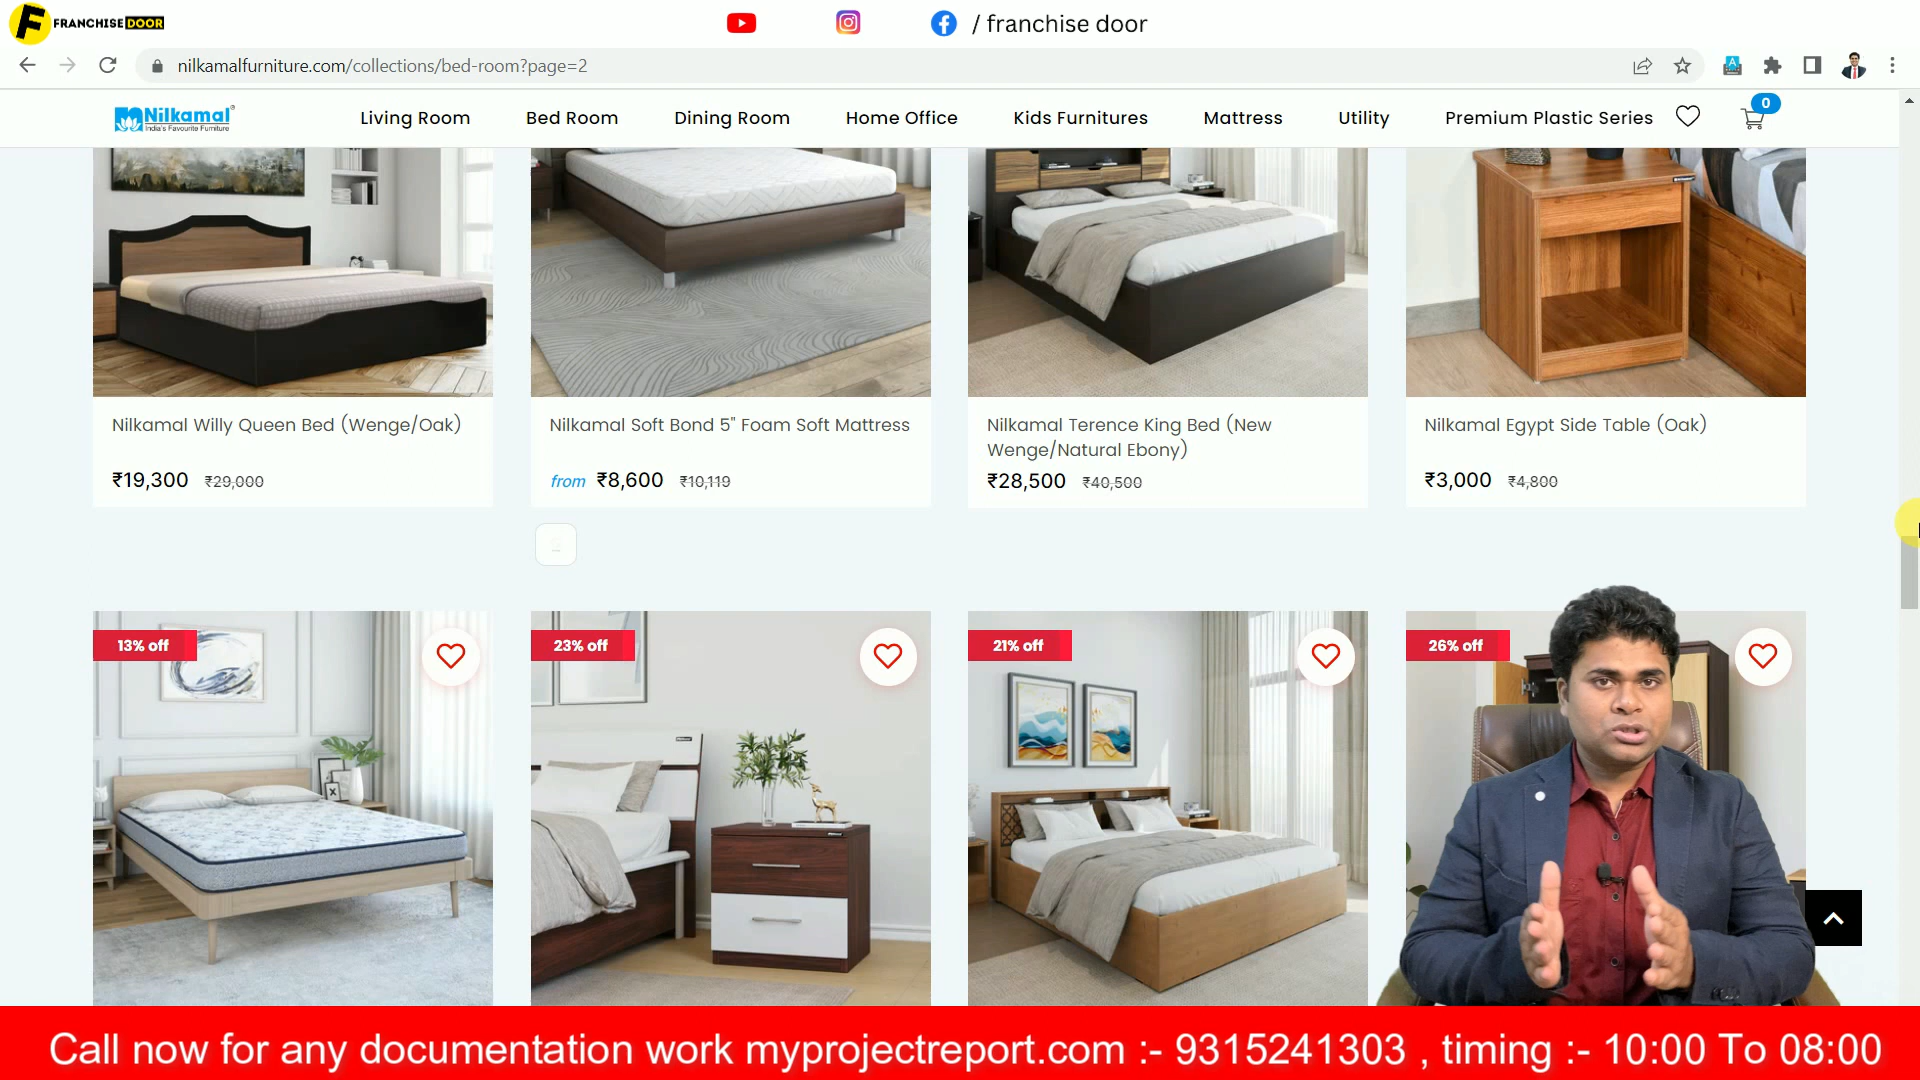 F FRANCHISE DOOR
/ franchise door
nilkamalfurniture.com/collections/bed-room?page=2
Nilkamal
India's Favourite Furniture
Living Room Bed Room Dining Room Home Office Kids Furnitures Mattress Utility Premium Plastic Series 0
Nilkamal Willy Queen Bed (Wenge/Oak)
₹19,300 ₹29,000
Nilkamal Soft Bond 5" Foam Soft Mattress
from ₹8,600 ₹10,119
Nilkamal Terence King Bed (New
Wenge/Natural Ebony)
₹28,500 ₹40,500
Nilkamal Egypt Side Table (Oak)
₹3,000 ₹4,800
13% off
23% off
21% off
26% off
Call now for any documentation work myprojectreport.com :- 9315241303 , timing :- 10:00 To 08:00